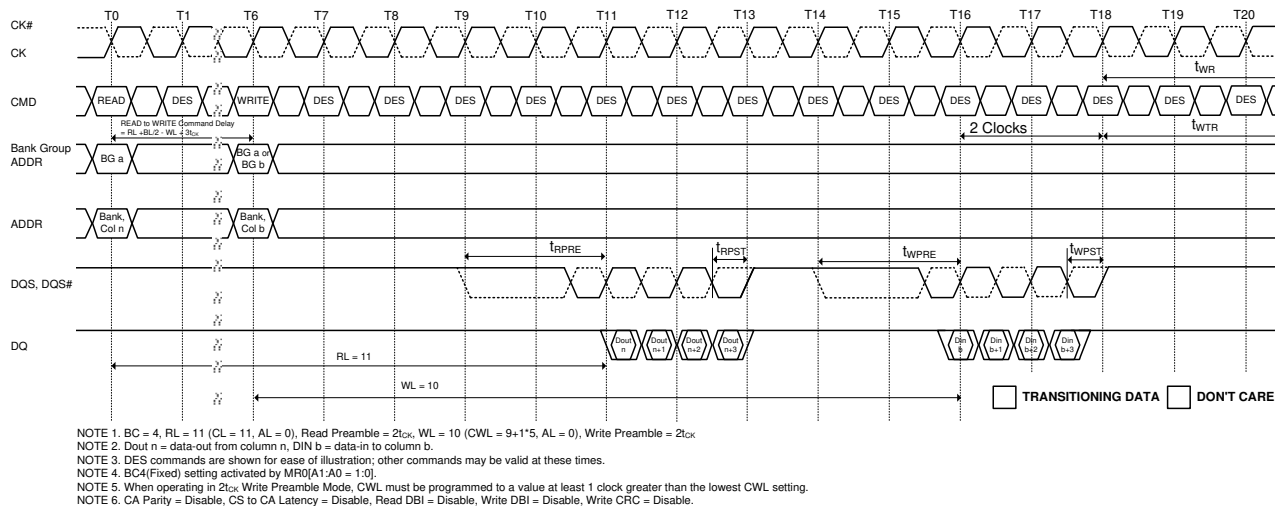 T0 T1 T6 T7 T8 T9 T10 T11 T12 T13 T14 T15 T16 T17 T18 T19 T20
CK#
CK
tWR
CMD
READ DES WRITE DES DES DES DES DES DES DES DES DES DES DES DES DES DES
READ to WRITE Command Delay
= RL +BL/2 - WL + 3tCK
2 Clocks
tWTR
Bank Group
ADDR
BG a
BG a or
BG b
ADDR
Bank,
Col n
Bank,
Col b
tRPRE tRPST tWPRE tWPST
DQS, DQS#
DQ
Dout
n
Dout
n+1
Dout
n+2
Dout
n+3
Din
b
Din
b+1
Din
b+2
Din
b+3
RL = 11
WL = 10
TRANSITIONING DATA DON'T CARE
NOTE 1. BC = 4, RL = 11 (CL = 11, AL = 0), Read Preamble = 2tCK, WL = 10 (CWL = 9+1*5, AL = 0), Write Preamble = 2tCK
NOTE 2. Dout n = data-out from column n, DIN b = data-in to column b.
NOTE 3. DES commands are shown for ease of illustration; other commands may be valid at these times.
NOTE 4. BC4(Fixed) setting activated by MR0[A1:A0 = 1:0].
NOTE 5. When operating in 2tCK Write Preamble Mode, CWL must be programmed to a value at least 1 clock greater than the lowest CWL setting.
NOTE 6. CA Parity = Disable, CS to CA Latency = Disable, Read DBI = Disable, Write DBI = Disable, Write CRC = Disable.